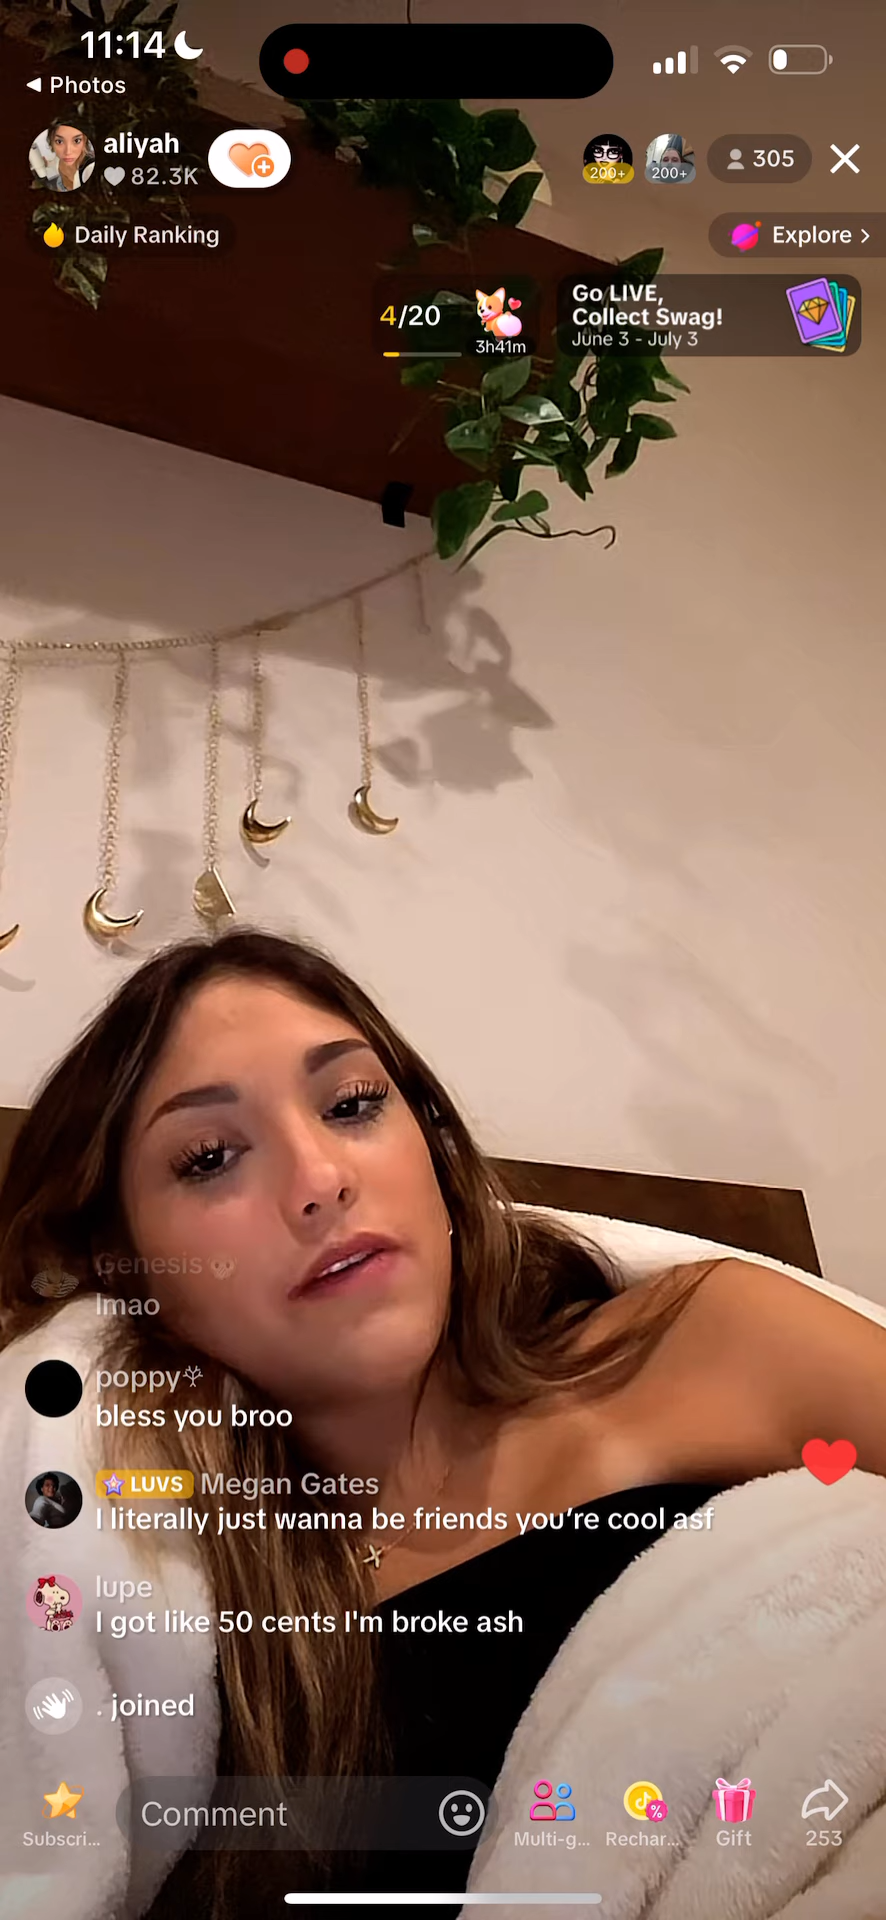 11:14
Photos
aliyah
82.3K
200+
200+
305
Daily Ranking
Explore
4/20
3h41m
Go LIVE,
Collect Swag!
June 3 - July 3
Genesis
lmao
poppy
bless you broo
LUVS Megan Gates
I literally just wanna be friends you're cool asf
lupe
I got like 50 cents I'm broke ash
. joined
Comment
Subscri...
Multi-g...
Rechar...
Gift
253